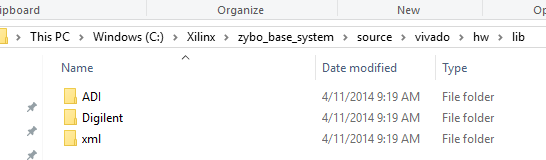 lipboard Organize New Open
This PC > Windows (C:) > Xilinx > zybo_base_system > source > vivado > hw > lib
Name Date modified Type
ADI 4/11/2014 9:19 AM File folder
Digilent 4/11/2014 9:19 AM File folder
xml 4/11/2014 9:19 AM File folder